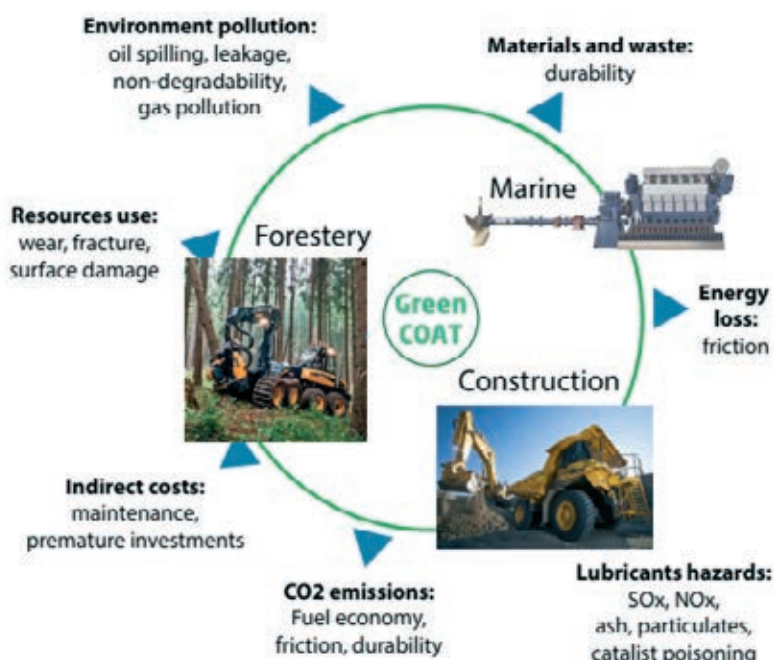 Environment pollution:
oil spilling, leakage,
non-degradability,
gas pollution
Materials and waste:
durability
Marine
Resources use:
wear, fracture,
surface damage
Forestery
Green
COAT
Energy
loss:
friction
Construction
Indirect costs:
maintenance,
premature investments
CO2 emissions:
Fuel economy,
friction, durability
Lubricants hazards:
SOx, NOx,
ash, particulates,
catalist poisoning